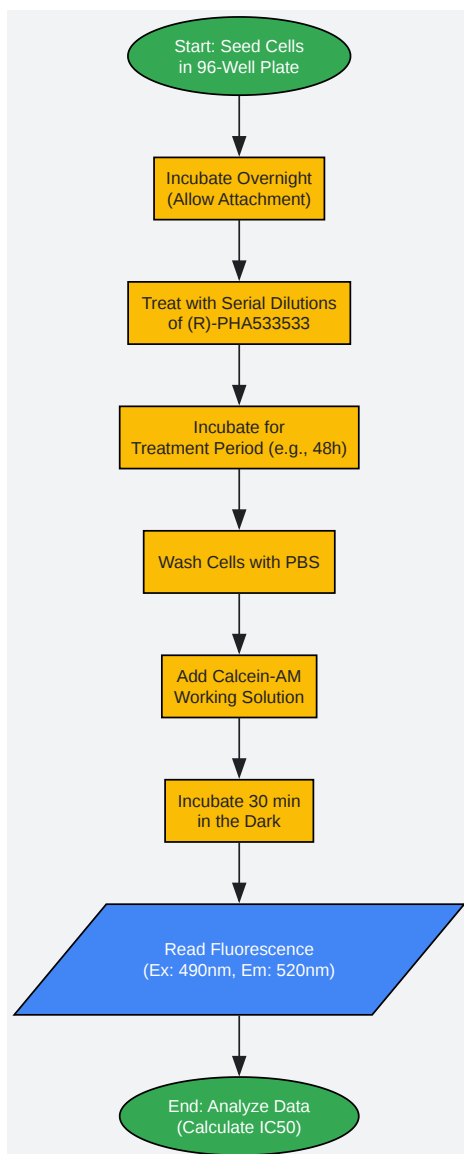 Start: Seed Cells
in 96-Well Plate
Incubate Overnight
(Allow Attachment)
Treat with Serial Dilutions
of (R)-PHA533533
Incubate for
Treatment Period (e.g., 48h)
Wash Cells with PBS
Add Calcein-AM
Working Solution
Incubate 30 min
in the Dark
Read Fluorescence
(Ex: 490nm, Em: 520nm)
End: Analyze Data
(Calculate IC50)